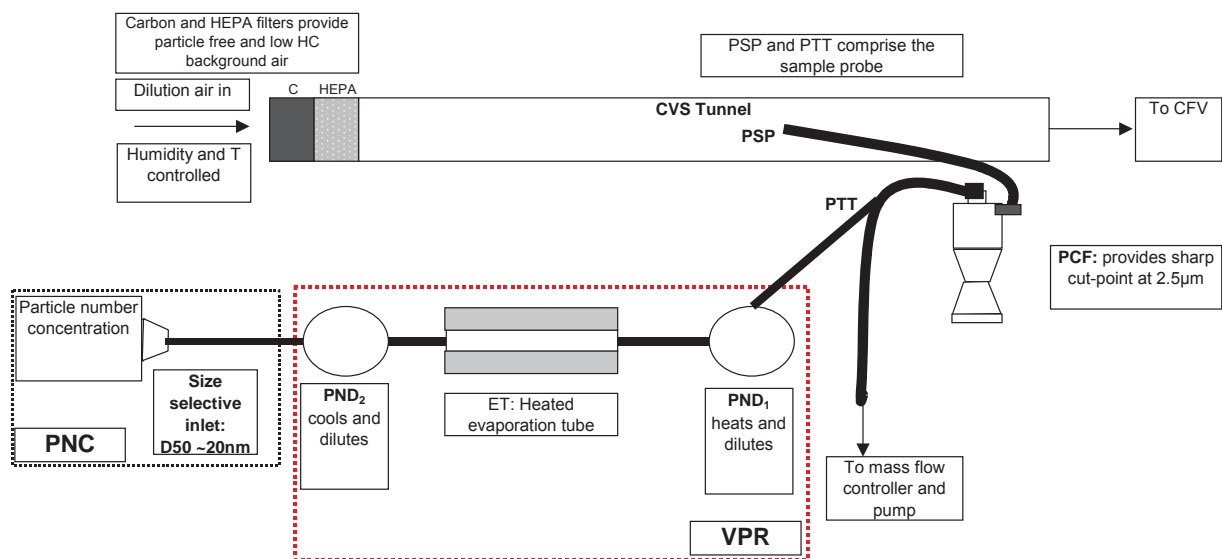 Carbon and HEPA filters provide
particle free and low HC
background air
PSP and PTT comprise the
sample probe
Dilution air in
C
HEPA
CVS Tunnel
PSP
To CFV
Humidity and T
controlled
PTT
PCF: provides sharp
cut-point at 2.5µm
Particle number
concentration
Size
selective
inlet:
D50 ~20nm
PNC
PND₂
cools and
dilutes
ET: Heated
evaporation tube
PND₁
heats and
dilutes
To mass flow
controller and
pump
VPR